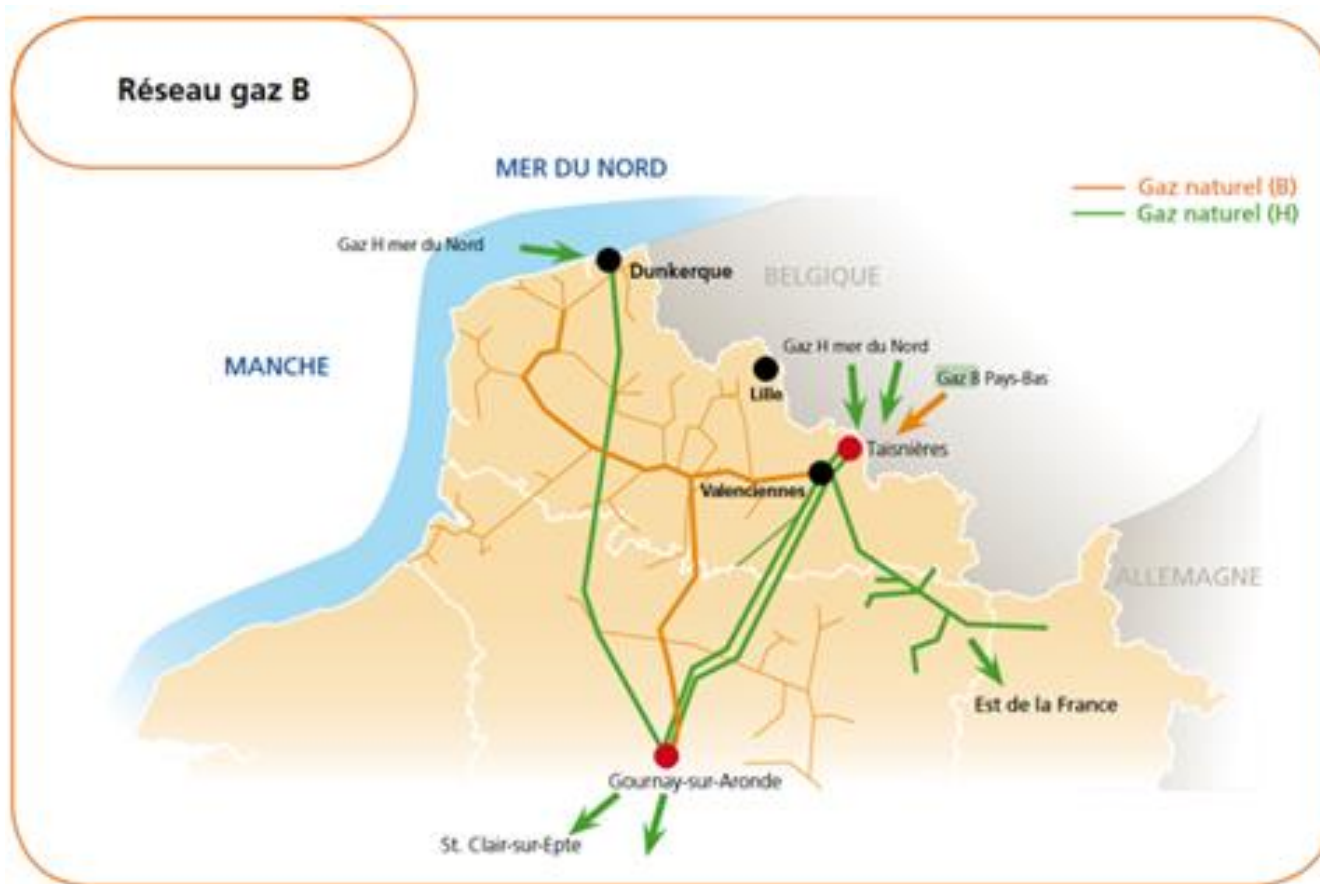 Réseau gaz B
MER DU NORD
Gaz naturel (B)
Gaz naturel (H)
Gaz H mer du Nord
Dunkerque
BELGIQUE
MANCHE
Gaz H mer du Nord
Gaz B Pays-Bas
Lille
Taisnières
Valenciennes
ALLEMAGNE
Est de la France
Gournay-sur-Aronde
St. Clair-sur-Epte